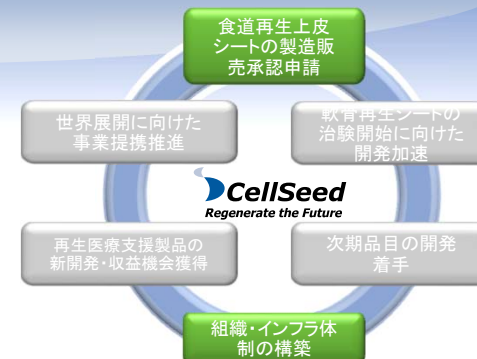 食道再生上皮
シートの製造販
売承認申請
世界展開に向けた
事業提携推進
軟骨再生シートの
治験開始に向けた
開発加速
CellSeed
Regenerate the Future
再生医療支援製品の
新開発・収益機会獲得
次期品目の開発
着手
組織・インフラ体
制の構築